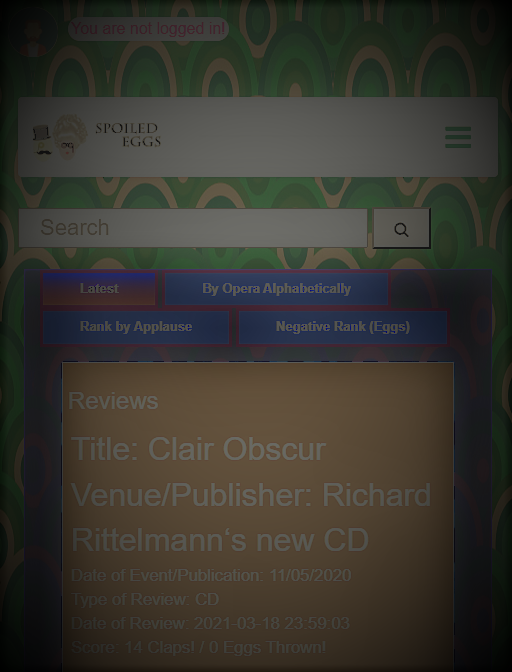 You are not logged in!
SPOILED
EGGS
Search
Latest
By Opera Alphabetically
Rank by Applause
Negative Rank (Eggs)
Reviews
Title: Clair Obscur
Venue/Publisher: Richard
Rittelmann‘s new CD
Date of Event/Publication: 11/05/2020
Type of Review: CD
Date of Review: 2021-03-18 23:59:03
Score: 14 Claps! / 0 Eggs Thrown!